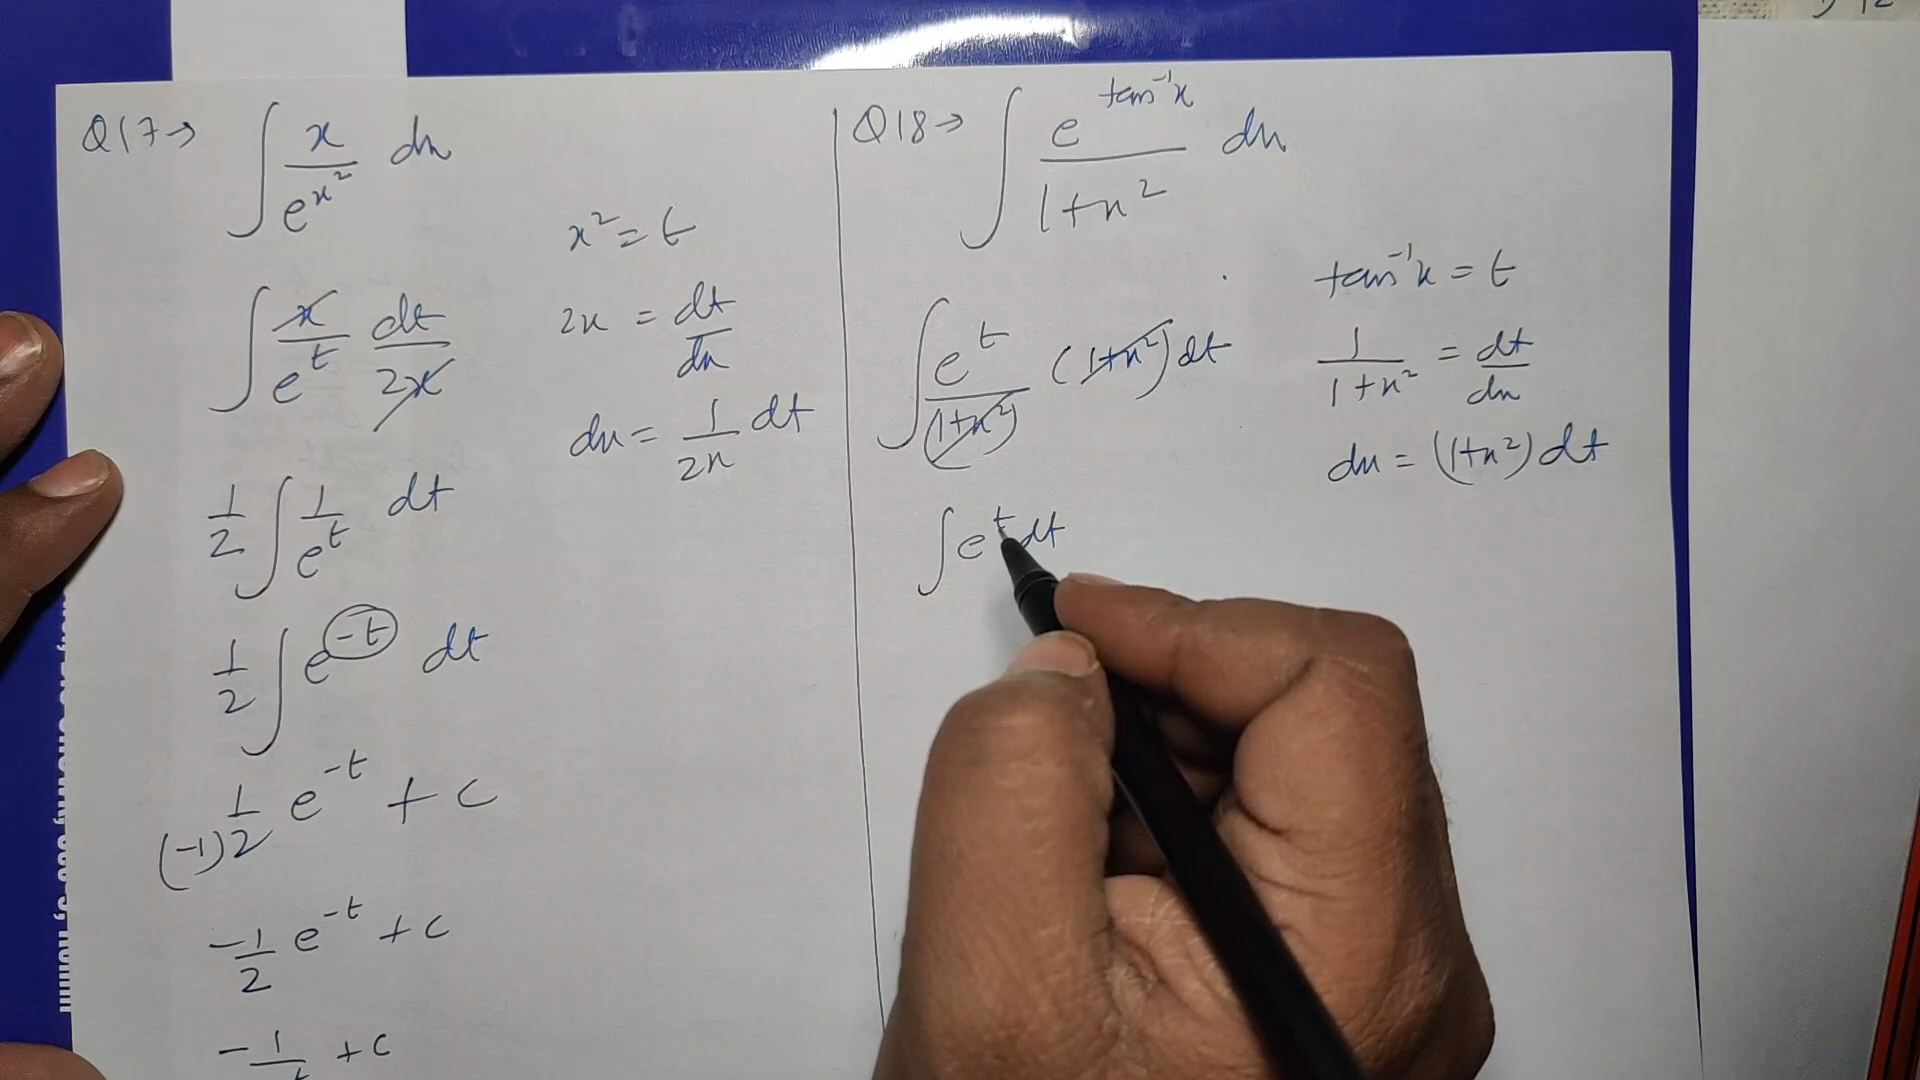 Q17→ ∫ x/e^(x²) dx
x² = t
∫ x/e^t dt/2x
2x = dt/dx
dx = 1/2x dt
1/2 ∫ 1/e^t dt
1/2 ∫ e^(-t) dt
1/(-1)2 e^(-t) + c
-1/2 e^(-t) + c
Q18→ ∫ e^(tan⁻¹x)/(1+x²) dx
tan⁻¹x = t
∫ e^t/(1+x²) (1+x²) dt
1/(1+x²) = dt/dx
dx = (1+x²) dt
∫ e^t dt